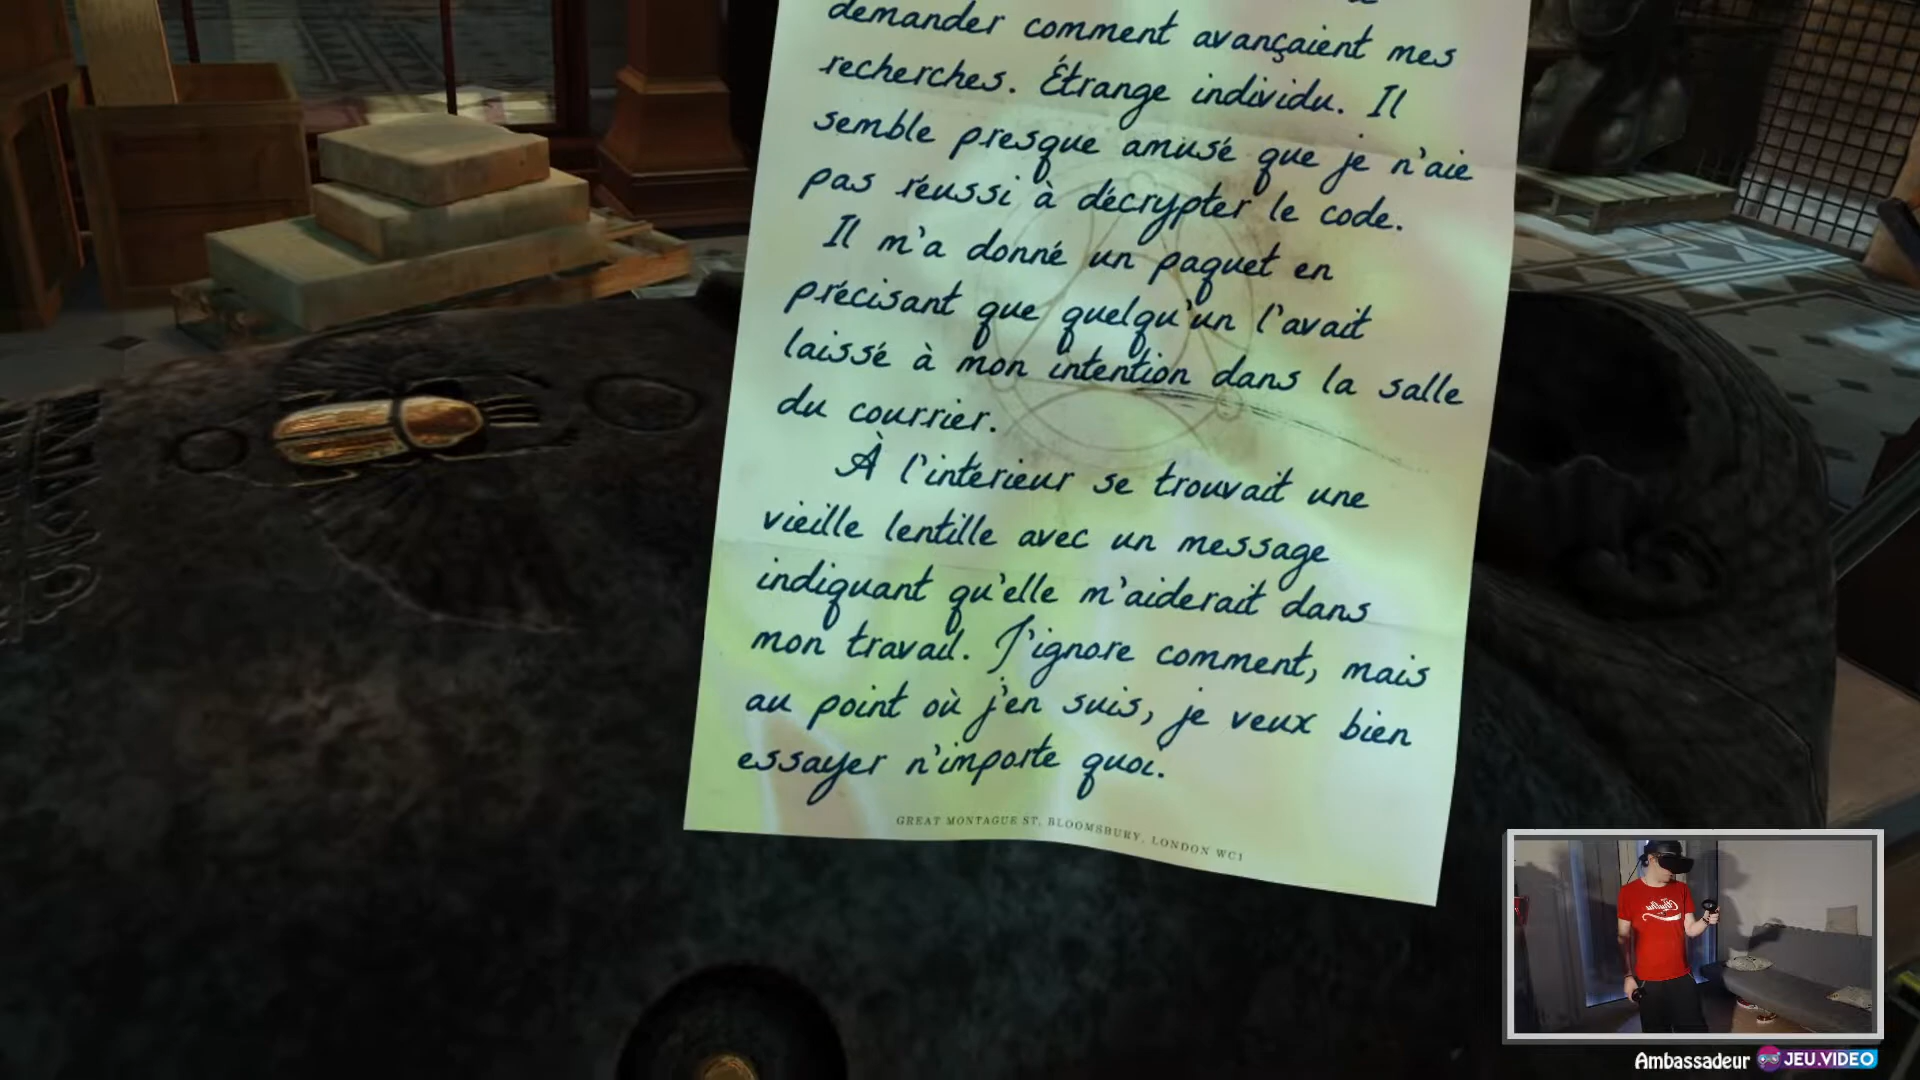 demander comment avançaient mes
recherches. Étrange individu. Il
semble presque amusé que je n'aie
pas réussi à décrypter le code.
Il m'a donné un paquet en
précisant que quelqu'un l'avait
laissé à mon intention dans la salle
du courrier.
À l'intérieur se trouvait une
vieille lentille avec un message
indiquant qu'elle m'aiderait dans
mon travail. J'ignore comment, mais
au point où j'en suis, je veux bien
essayer n'importe quoi.
GREAT MONTAGUE ST, BLOOMSBURY, LONDON WC1
Ambassadeur JEU.VIDEO